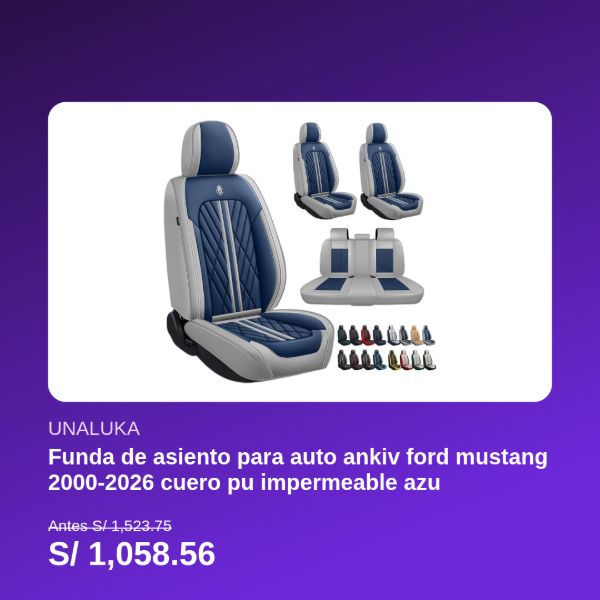 UNALUKA
Funda de asiento para auto ankiv ford mustang
2000-2026 cuero pu impermeable azu
Antes S/ 1,523.75
S/ 1,058.56